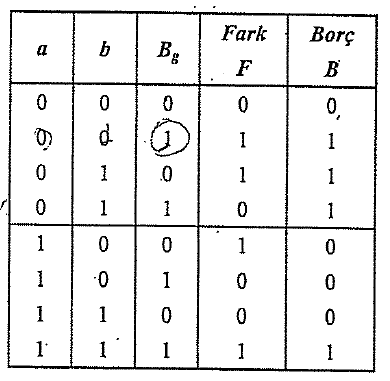 a b Bg Fark F Borç B
0 0 0 0 0
0 0 1 1 1
0 1 0 1 1
0 1 1 0 1
1 0 0 1 0
1 0 1 0 0
1 1 0 0 0
1 1 1 1 1